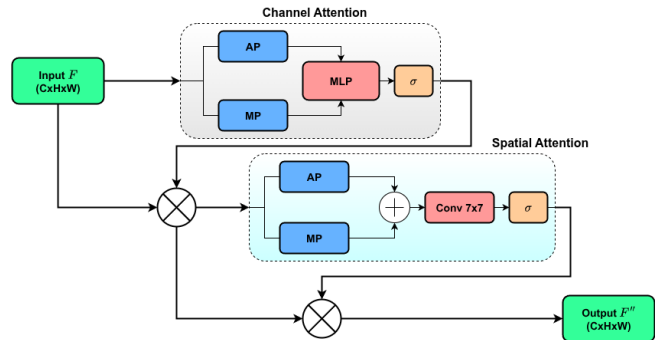 Channel Attention
AP
Input F
(CxHxW)
MLP
σ
MP
Spatial Attention
AP
Conv 7x7
σ
MP
Output F″
(CxHxW)